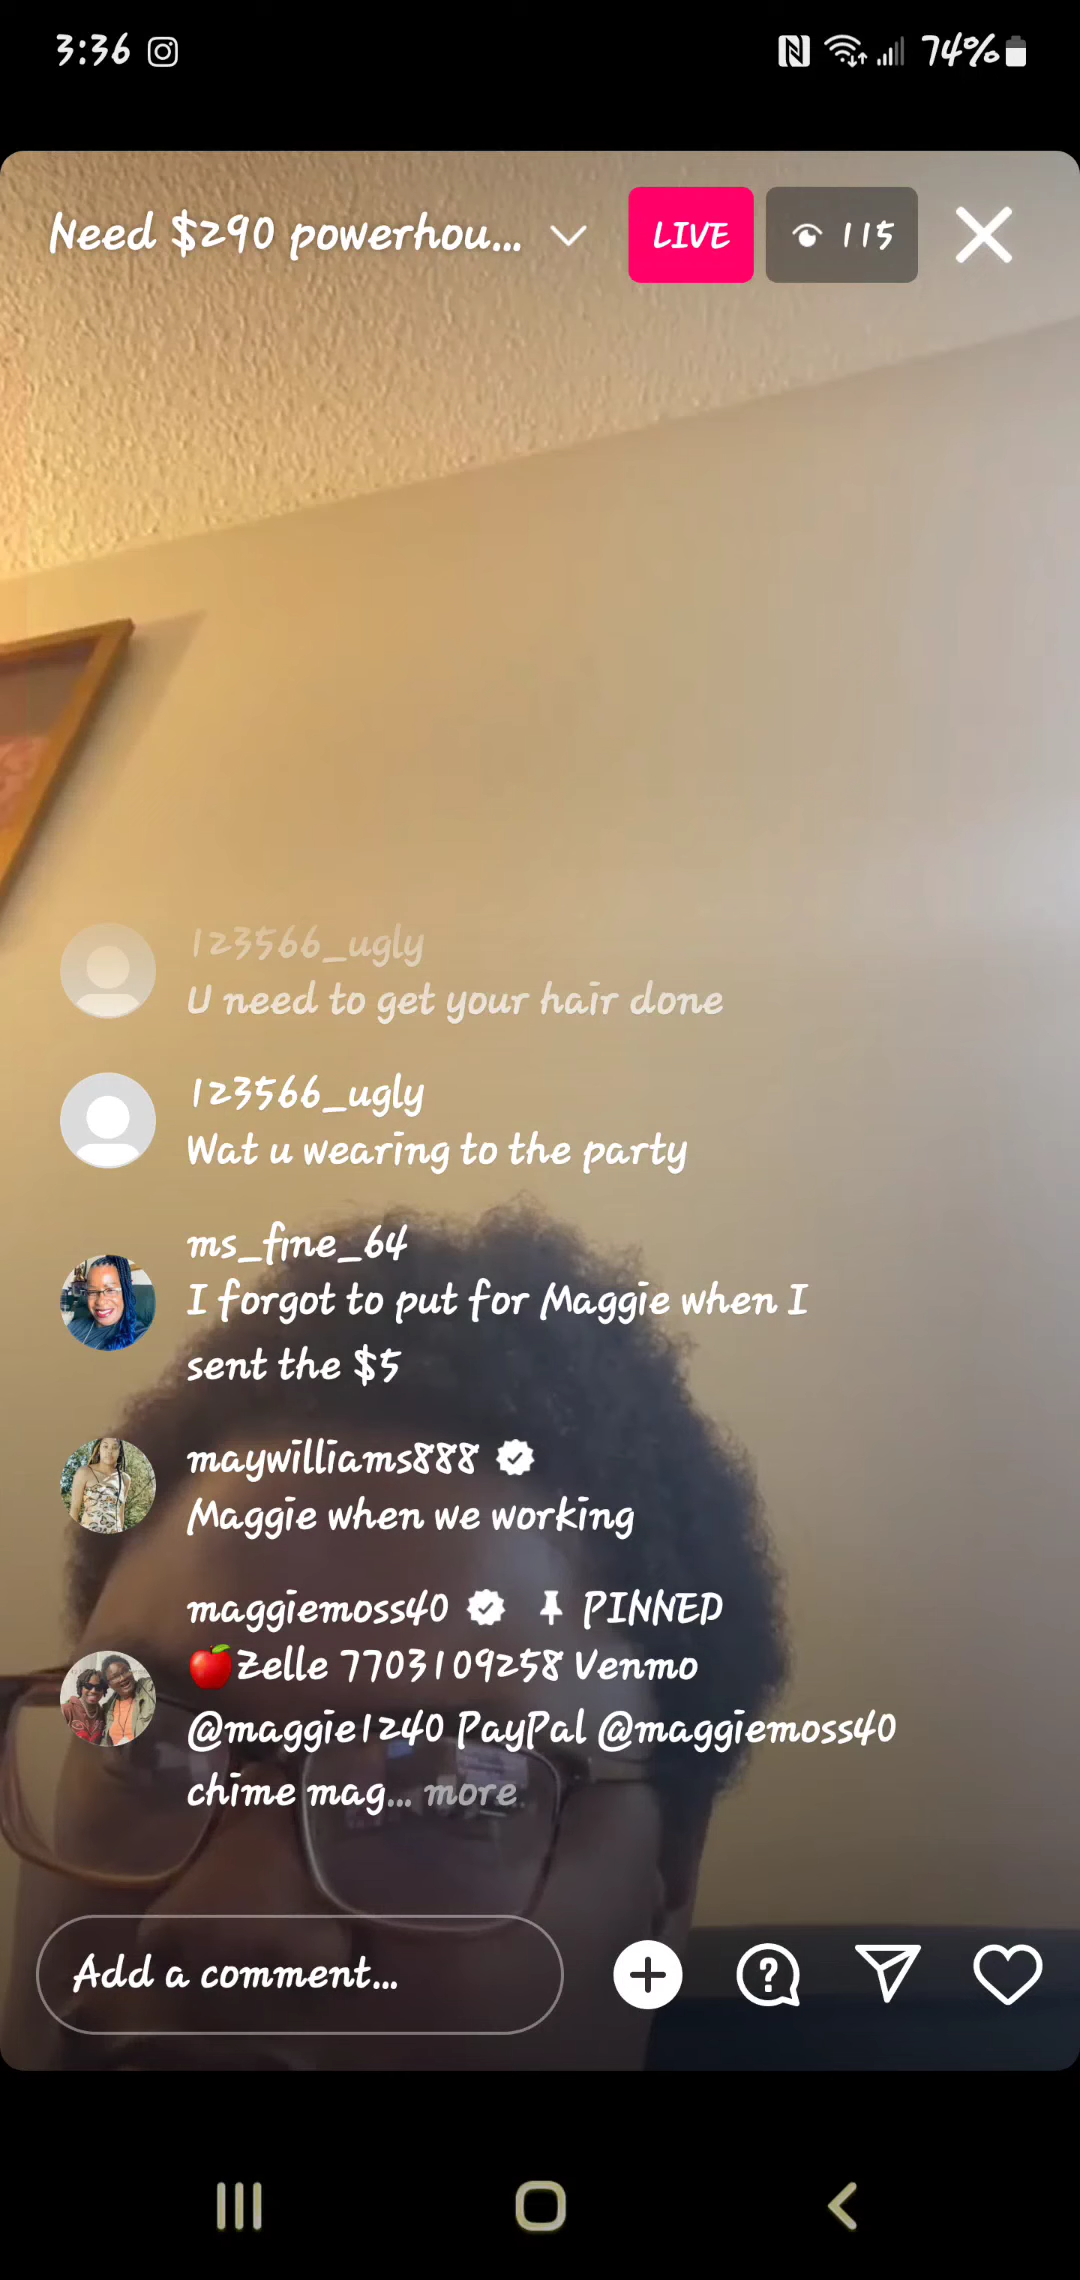 3:36
74%
Need $290 powerhou...
LIVE
115
123566_ugly
U need to get your hair done
123566_ugly
Wat u wearing to the party
ms_fine_64
I forgot to put for Maggie when I
sent the $5
maywilliams888
Maggie when we working
maggiemoss40 PINNED
🍎Zelle 7703109258 Venmo
@maggie1240 PayPal @maggiemoss40
chime mag... more
Add a comment...